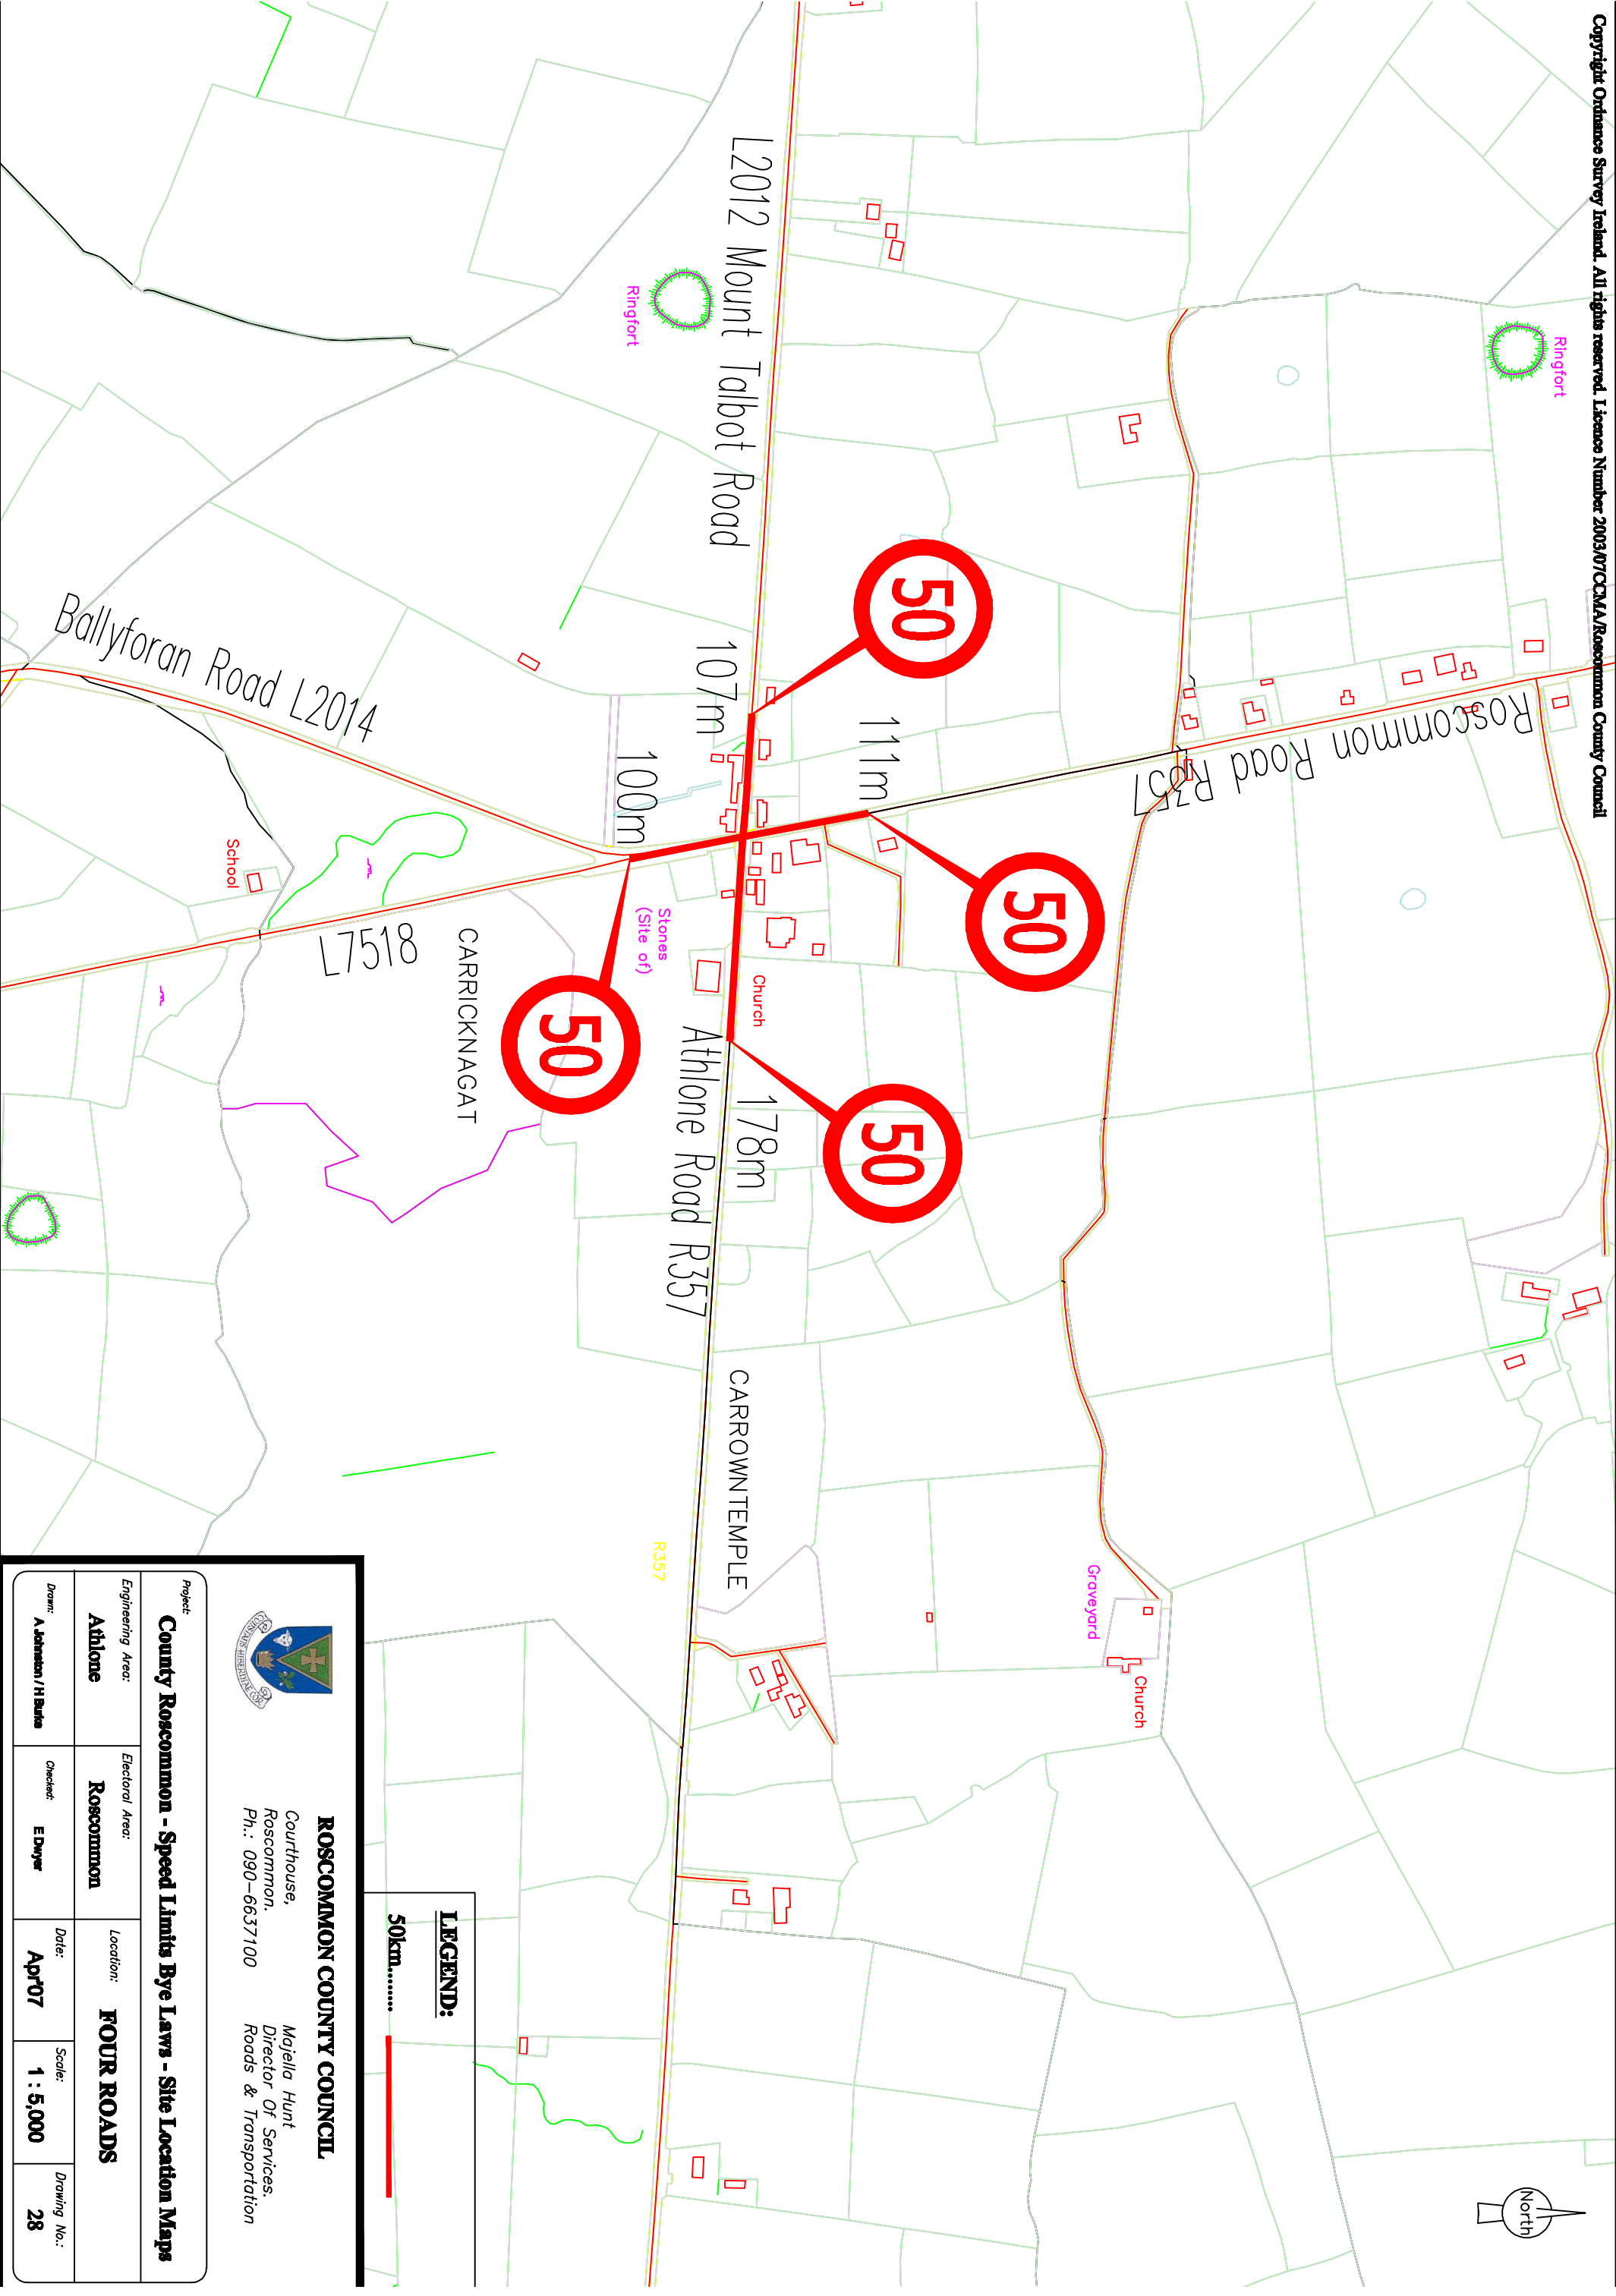 Copyright Ordnance Survey Ireland. All rights reserved. Licence Number 2003/07CCMA/Roscommon County Council
Ringfort
Roscommon Road R357
North
50
111m
50
Graveyard
Church
L2012 Mount Talbot Road
Ringfort
107m
Church
50
178m
Athlone Road R357
CARROWNTEMPLE
R357
100m
Stones
(Site of)
50
Ballyforan Road L2014
School
L7518
CARRICKNAGAT
LEGEND:
50km........
ROSCOMMON COUNTY COUNCIL
Courthouse,
Roscommon.
Ph.: 090-6637100
Majella Hunt
Director Of Services.
Roads & Transportation
Project:
County Roscommon - Speed Limits Bye Laws - Site Location Maps
Engineering Area:
Athlone
Electoral Area:
Roscommon
Location:
FOUR ROADS
Drawn:
A Johnston / H Burke
Checked:
E Dwyer
Date:
Apr'07
Scale:
1 : 5,000
Drawing No.:
28